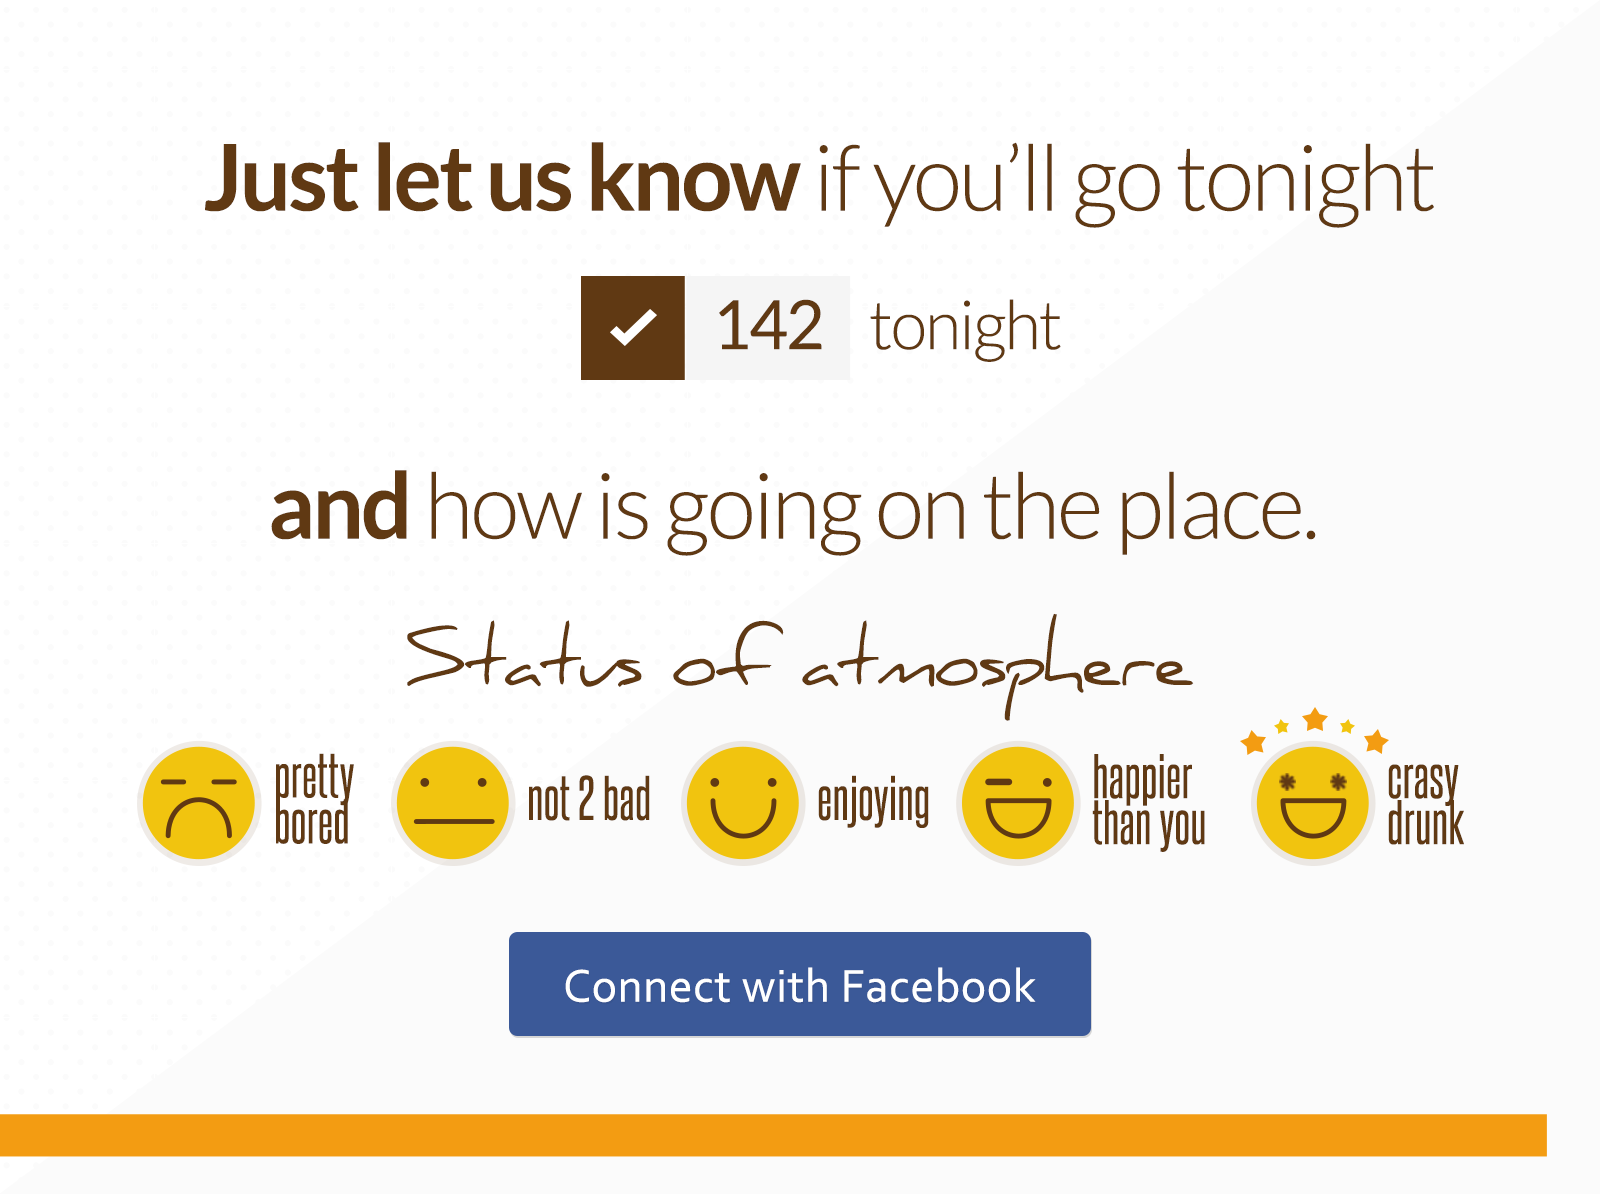 Just let us know if you’ll go tonight
142 tonight
and how is going on the place.
Status of atmosphere
pretty
bored
not 2 bad
enjoying
happier
than you
crasy
drunk
Connect with Facebook